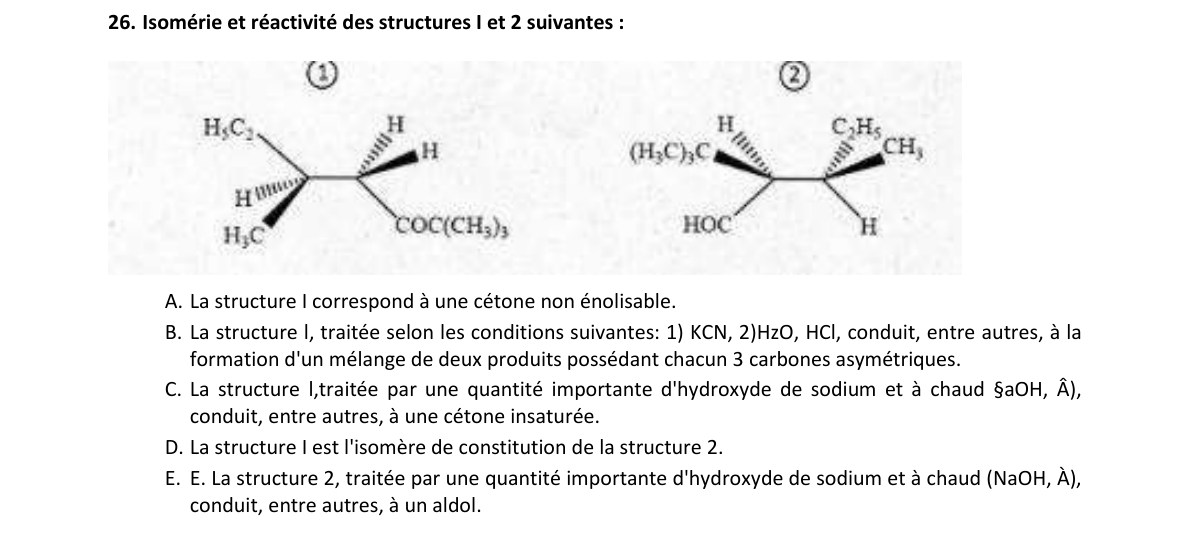 26. Isomérie et réactivité des structures I et 2 suivantes :
1 2
H₅C₂ H C₂H₅
H H (H₃C)₃C CH₃
H
H₃C COC(CH₃)₃ HOC H
A. La structure I correspond à une cétone non énolisable.
B. La structure l, traitée selon les conditions suivantes: 1) KCN, 2)HzO, HCl, conduit, entre autres, à la
formation d'un mélange de deux produits possédant chacun 3 carbones asymétriques.
C. La structure l,traitée par une quantité importante d'hydroxyde de sodium et à chaud §aOH, Â),
conduit, entre autres, à une cétone insaturée.
D. La structure I est l'isomère de constitution de la structure 2.
E. E. La structure 2, traitée par une quantité importante d'hydroxyde de sodium et à chaud (NaOH, À),
conduit, entre autres, à un aldol.